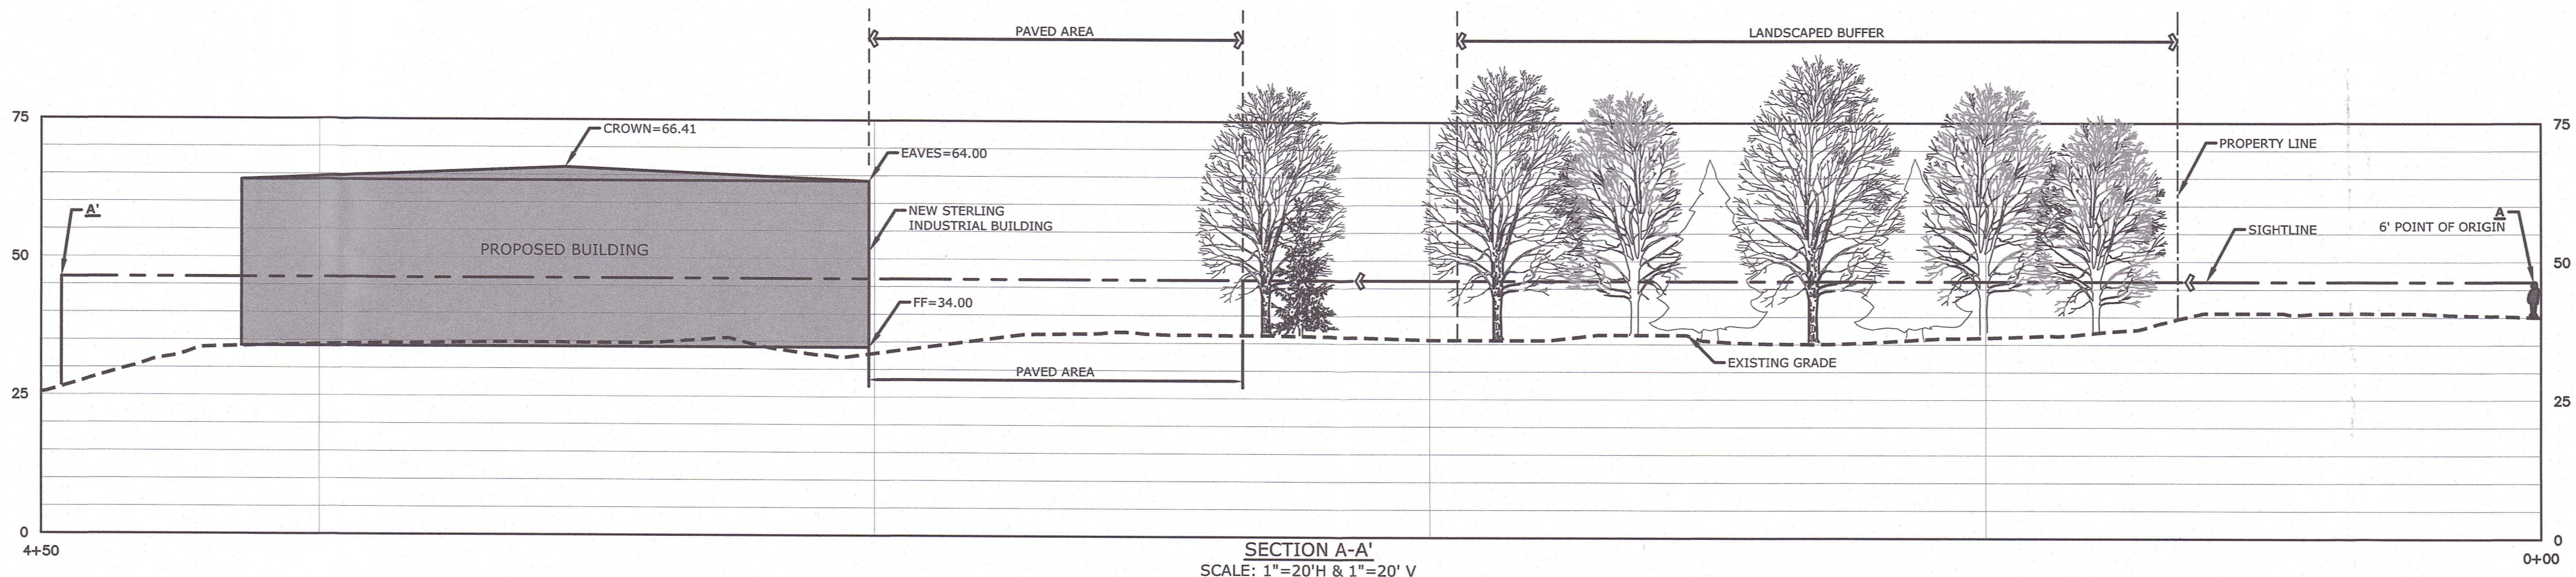 PAVED AREA
LANDSCAPED BUFFER
75
CROWN=66.41
EAVES=64.00
PROPERTY LINE
75
A'
NEW STERLING
INDUSTRIAL BUILDING
A
6' POINT OF ORIGIN
SIGHTLINE
PROPOSED BUILDING
50
50
FF=34.00
EXISTING GRADE
PAVED AREA
25
25
0
0
4+50
0+00
SECTION A-A'
SCALE: 1"=20'H & 1"=20' V